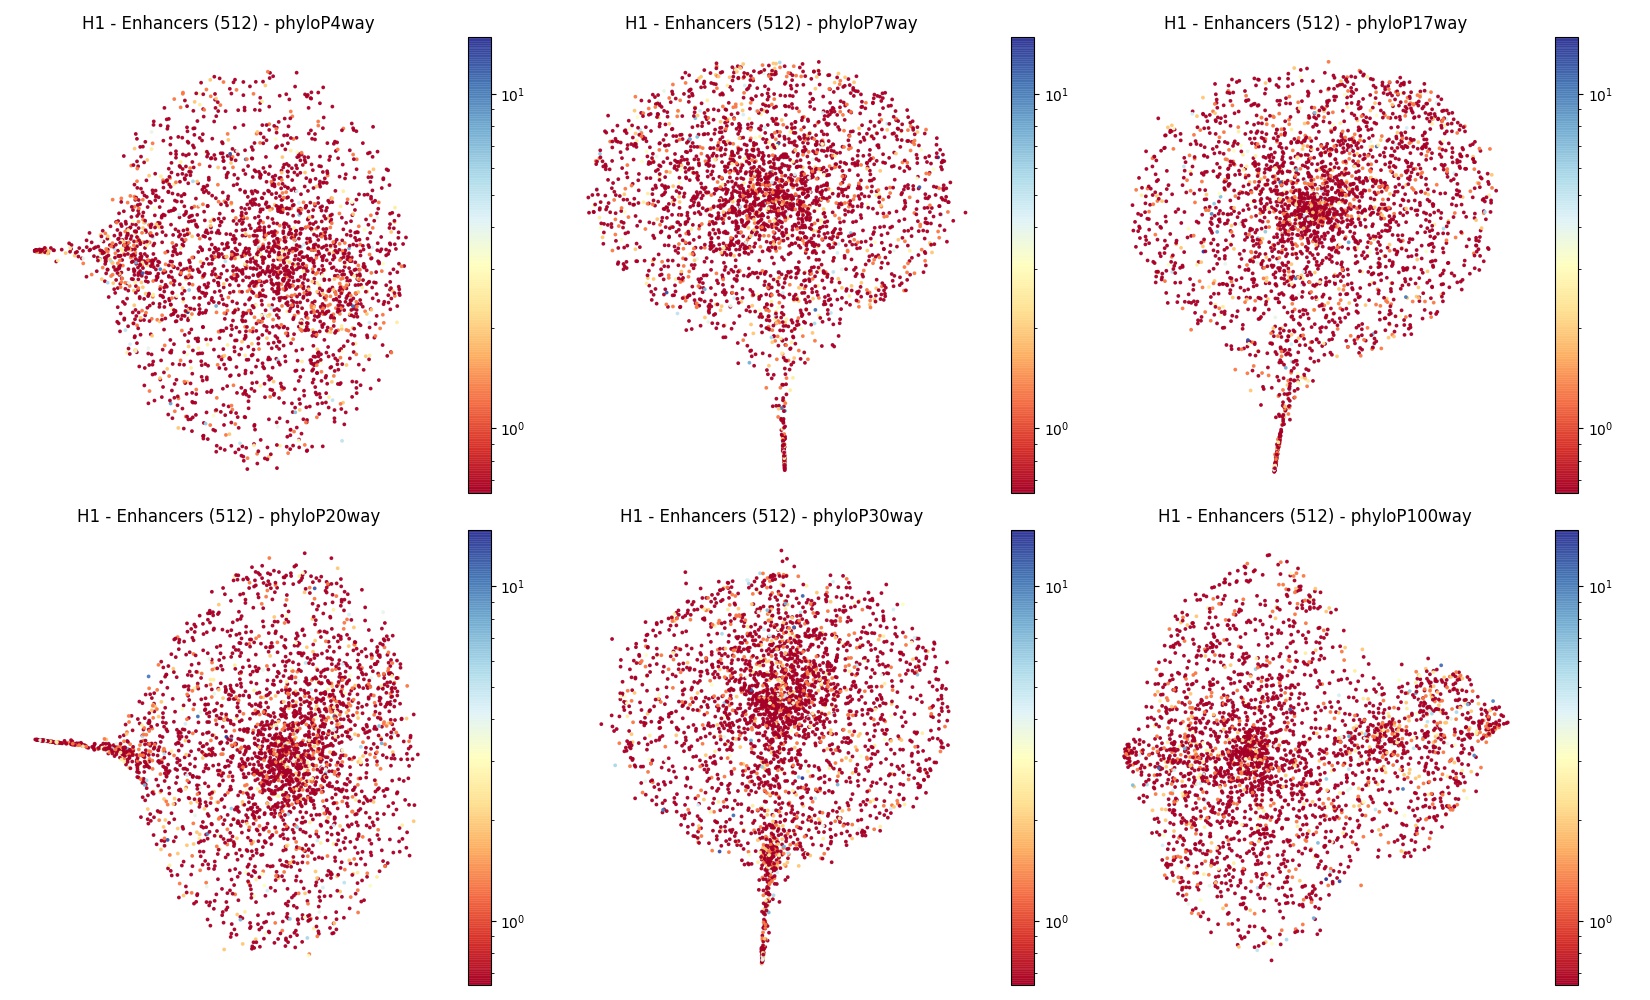 H1 - Enhancers (512) - phyloP4way
H1 - Enhancers (512) - phyloP7way
H1 - Enhancers (512) - phyloP17way
10¹
10¹
10¹
10⁰
10⁰
10⁰
H1 - Enhancers (512) - phyloP20way
H1 - Enhancers (512) - phyloP30way
H1 - Enhancers (512) - phyloP100way
10¹
10¹
10¹
10⁰
10⁰
10⁰